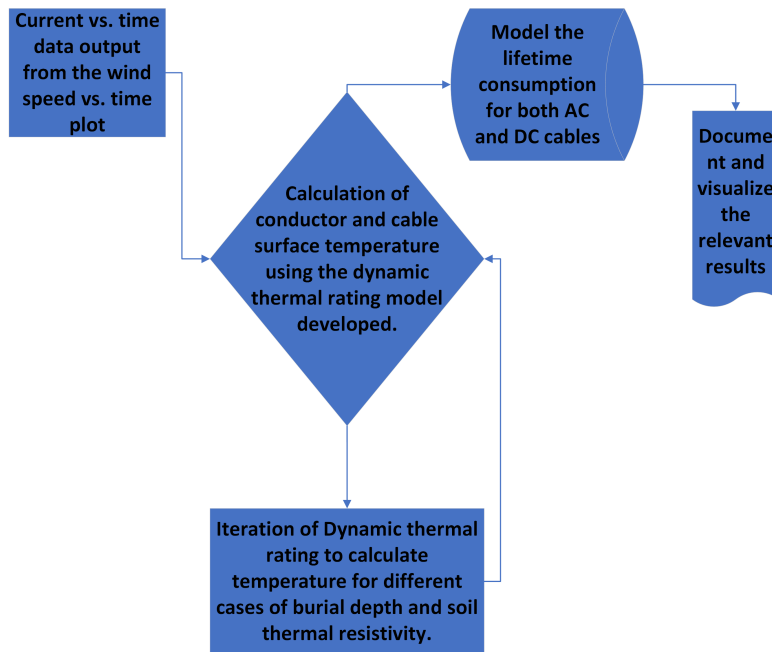 Current vs. time
data output
from the wind
speed vs. time
plot
Model the
lifetime
consumption
for both AC
and DC cables
Docume
nt and
visualize
the
relevant
results
Calculation of
conductor and cable
surface temperature
using the dynamic
thermal rating model
developed.
Iteration of Dynamic thermal
rating to calculate
temperature for different
cases of burial depth and soil
thermal resistivity.